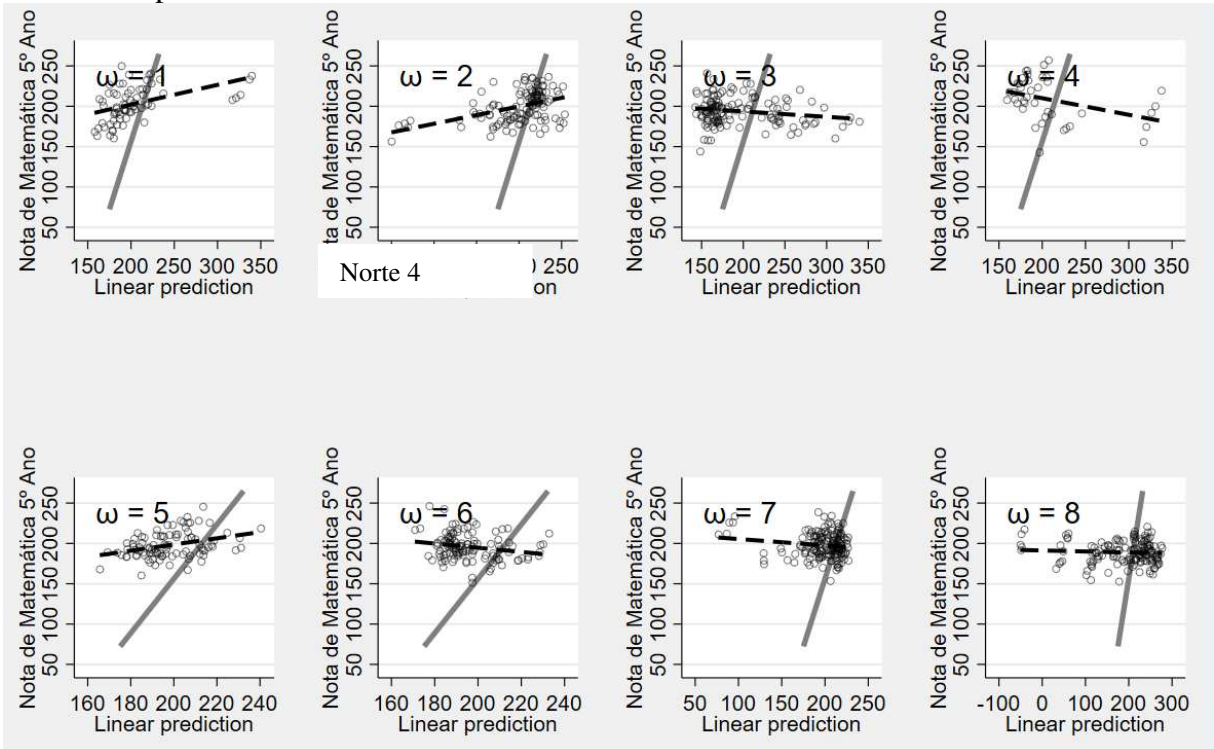 Nota de Matemática 5º Ano
50 100 150 200 250
ω = 1
150 200 250 300 350
Linear prediction
ta de Matemática 5º Ano
50 100 150 200 250
ω = 2
250
on
Norte 4
Nota de Matemática 5º Ano
50 100 150 200 250
ω = 3
150 200 250 300 350
Linear prediction
Nota de Matemática 5º Ano
50 100 150 200 250
ω = 4
150 200 250 300 350
Linear prediction
Nota de Matemática 5º Ano
50 100 150 200 250
ω = 5
160 180 200 220 240
Linear prediction
Nota de Matemática 5º Ano
50 100 150 200 250
ω = 6
160 180 200 220 240
Linear prediction
Nota de Matemática 5º Ano
50 100 150 200 250
ω = 7
50 100 150 200 250
Linear prediction
Nota de Matemática 5º Ano
50 100 150 200 250
ω = 8
-100 0 100 200 300
Linear prediction